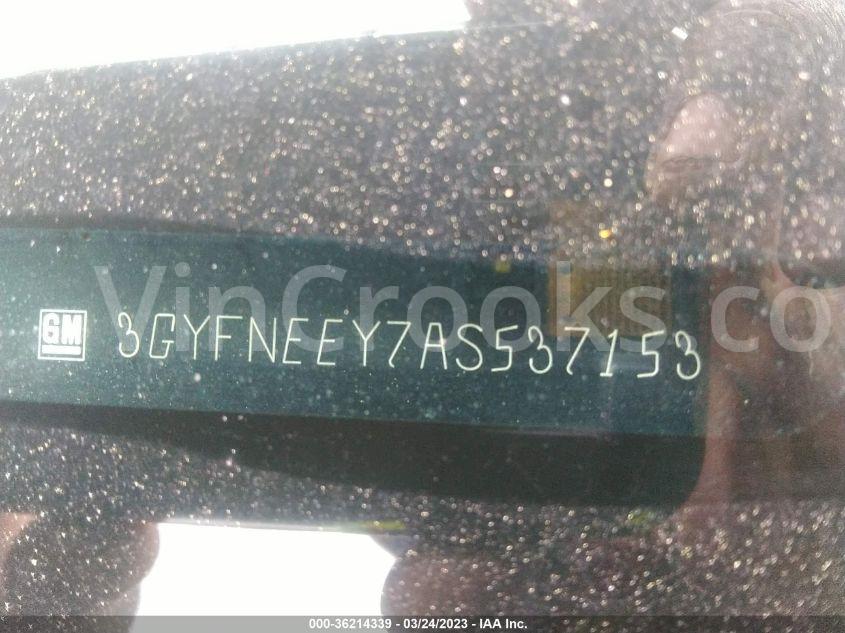 VinCrooks.co
GM 3GYFNEEY7AS537153
000-36214339 - 03/24/2023 - IAA Inc.